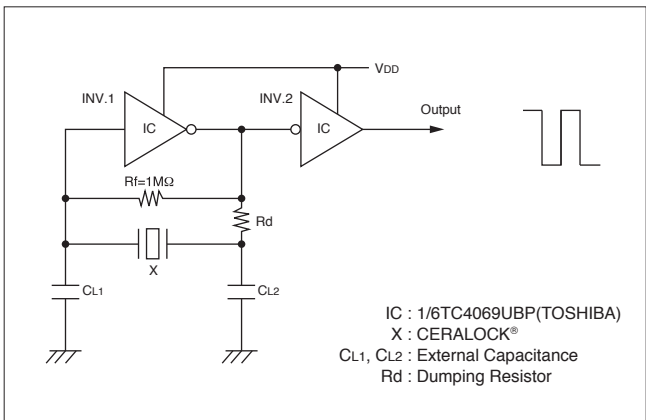 VDD
INV.1
INV.2
Output
IC
IC
Rf=1MΩ
Rd
X
CL1
CL2
IC : 1/6TC4069UBP(TOSHIBA)
X : CERALOCK®
CL1, CL2 : External Capacitance
Rd : Dumping Resistor